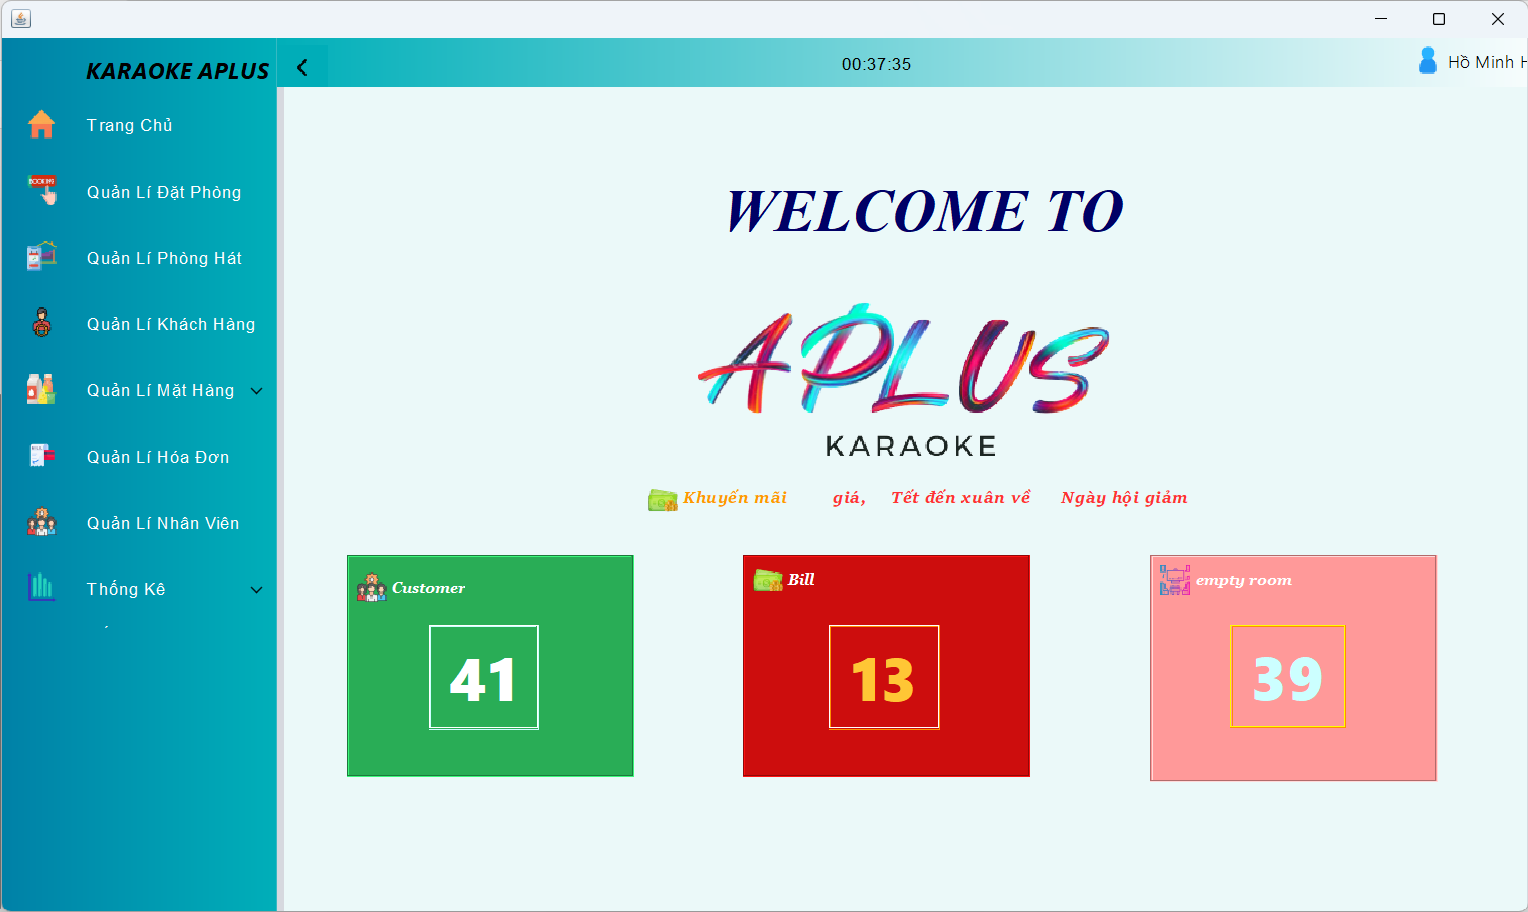 KARAOKE APLUS
00:37:35
Hồ Minh H
Trang Chủ
Quản Lí Đặt Phòng
Quản Lí Phòng Hát
Quản Lí Khách Hàng
Quản Lí Mặt Hàng
Quản Lí Hóa Đơn
Quản Lí Nhân Viên
Thống Kê
WELCOME TO
APLUS
KARAOKE
Khuyến mãi giá, Tết đến xuân về Ngày hội giảm
Customer
41
Bill
13
empty room
39